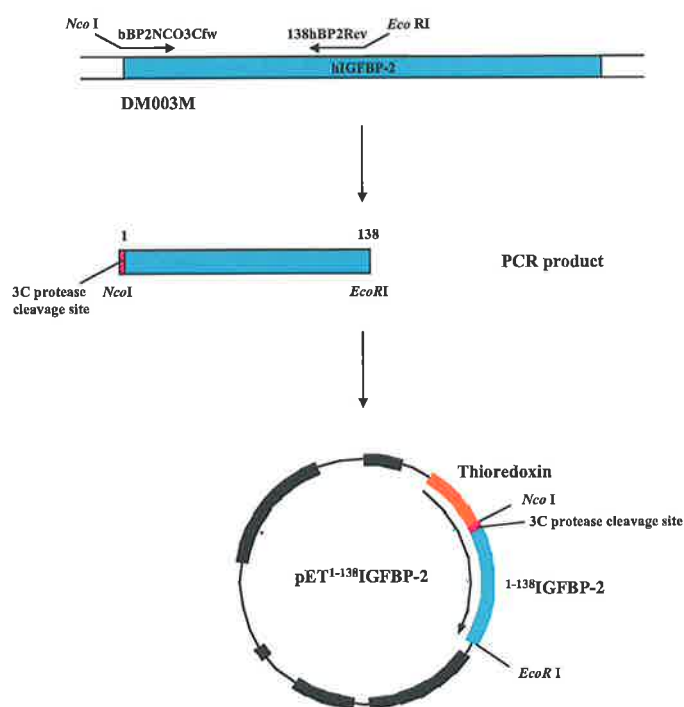 Nco I
bBP2NCO3Cfw
138hBP2Rev
Eco RI
hIGFBP-2
DM003M
1
138
3C protease
cleavage site
NcoI
EcoRI
PCR product
Thioredoxin
Nco I
3C protease cleavage site
pET1-138IGFBP-2
1-138IGFBP-2
EcoR I